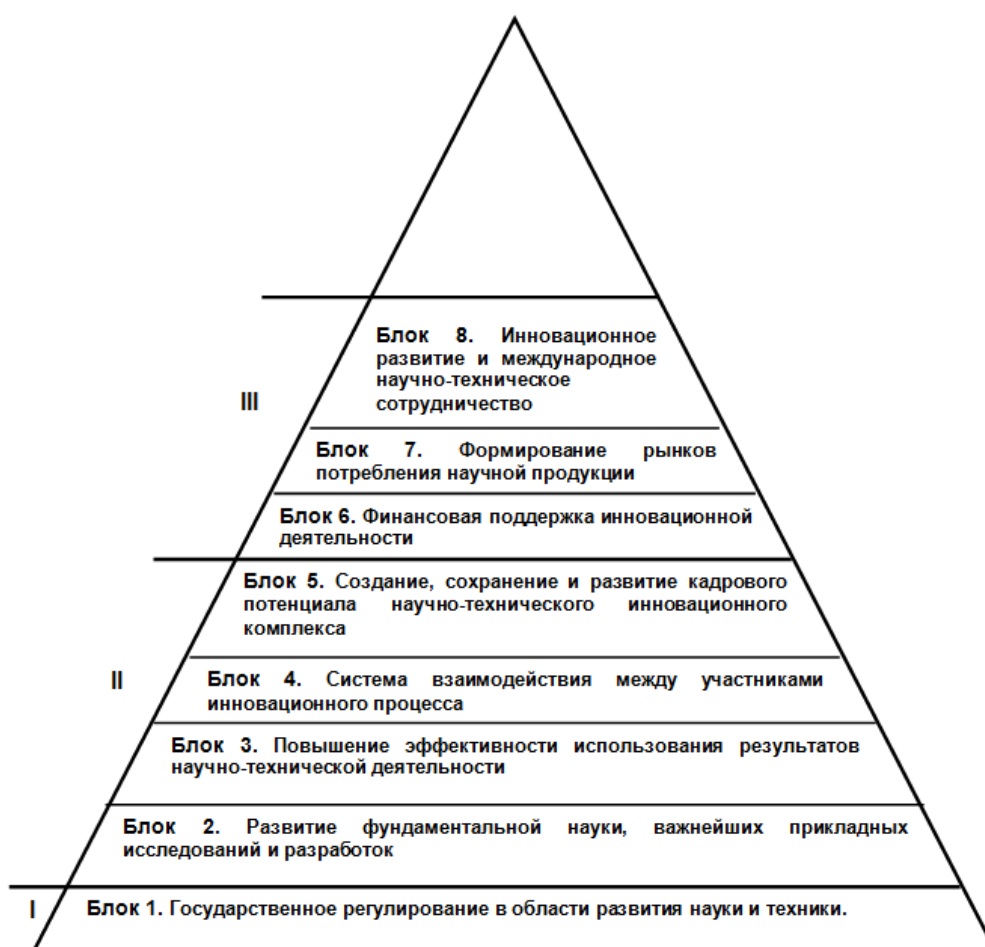 Блок 8. Инновационное
развитие и международное
научно-техническое
сотрудничество
III
Блок 7. Формирование рынков
потребления научной продукции
Блок 6. Финансовая поддержка инновационной
деятельности
Блок 5. Создание, сохранение и развитие кадрового
потенциала научно-технического инновационного
комплекса
II
Блок 4. Система взаимодействия между участниками
инновационного процесса
Блок 3. Повышение эффективности использования результатов
научно-технической деятельности
Блок 2. Развитие фундаментальной науки, важнейших прикладных
исследований и разработок
I Блок 1. Государственное регулирование в области развития науки и техники.